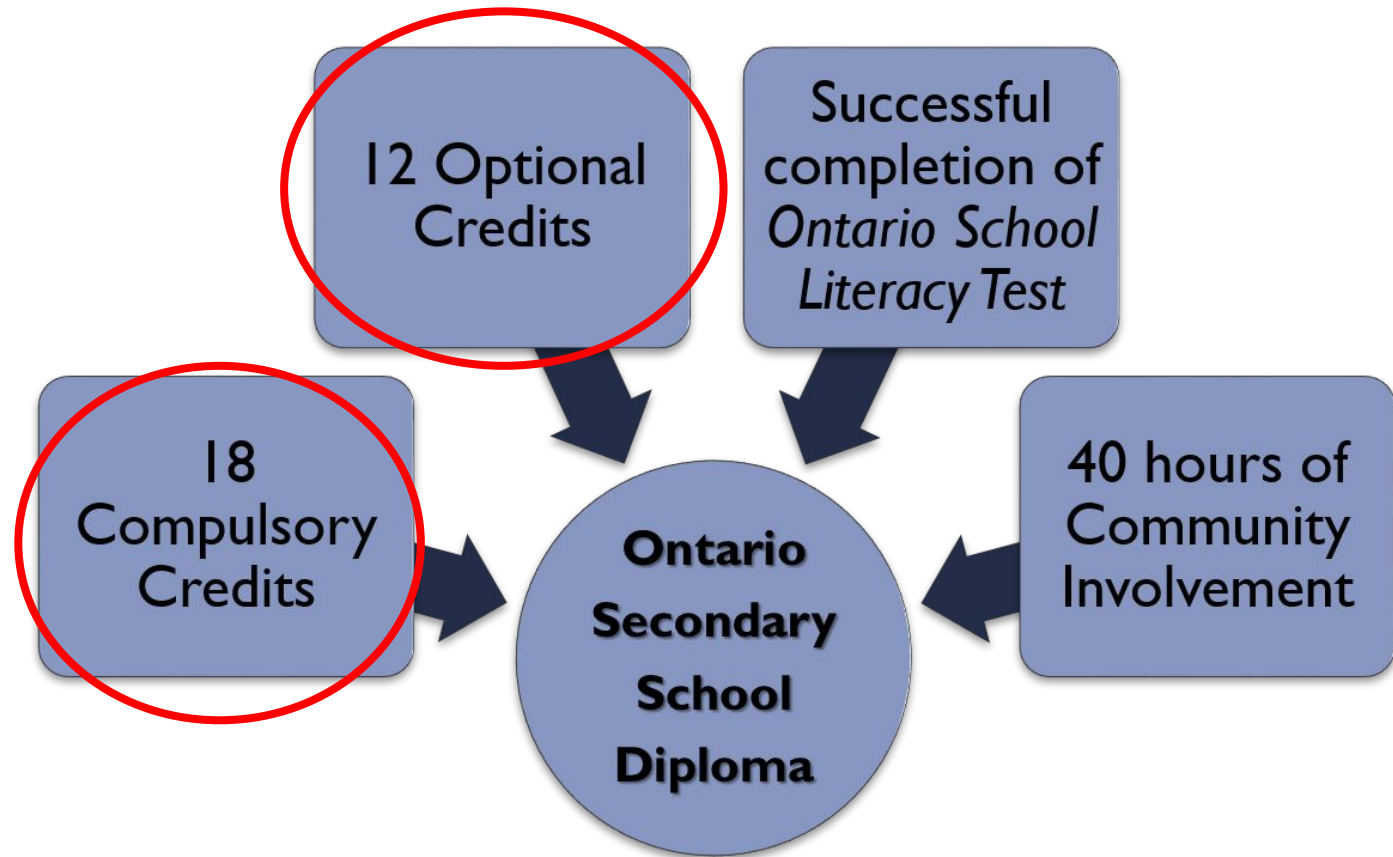 12 Optional
Credits
Successful
completion of
Ontario School
Literacy Test
18
Compulsory
Credits
40 hours of
Community
Involvement
Ontario
Secondary
School
Diploma